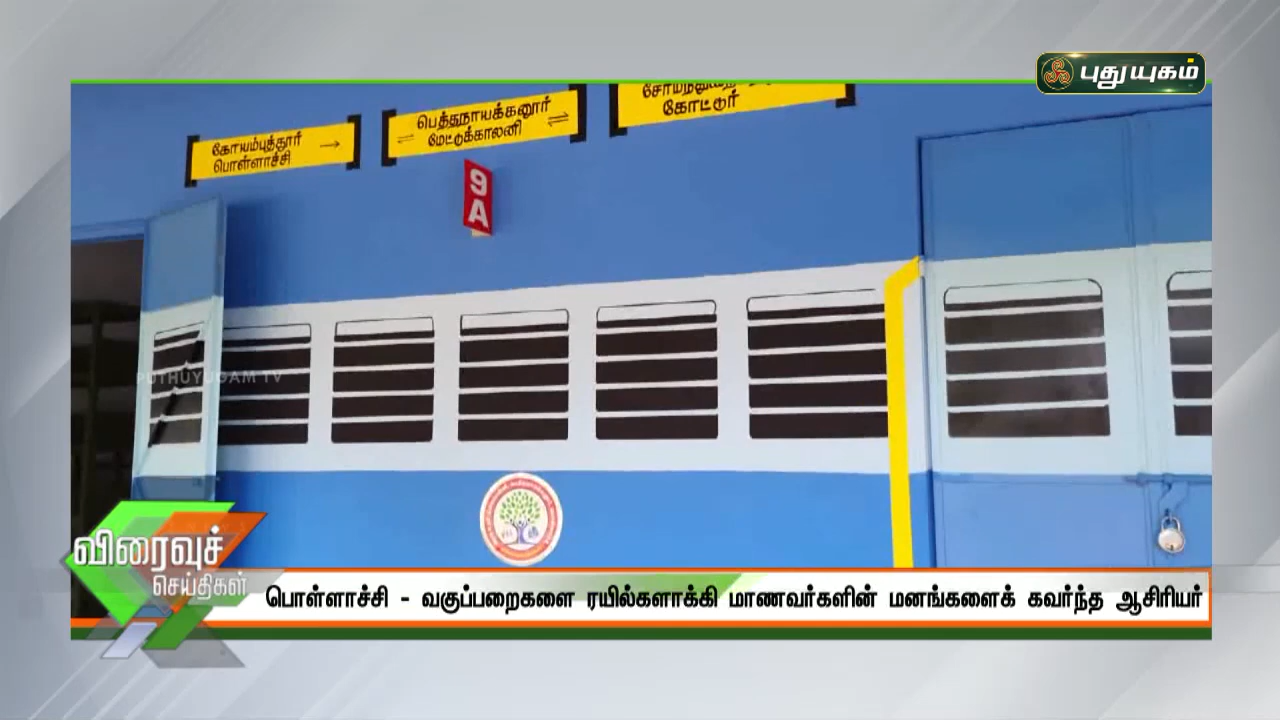 புதுயுகம்
கோயம்புத்தூர் →
பொள்ளாச்சி
பெத்தநாயக்கனூர்
மேட்டுக்காலனி
கோட்டூர்
9
A
PUTHUYUGAM TV
விரைவுச்
செய்திகள்
பொள்ளாச்சி - வகுப்பறைகளை ரயில்களாக்கி மாணவர்களின் மனங்களைக் கவர்ந்த ஆசிரியர்